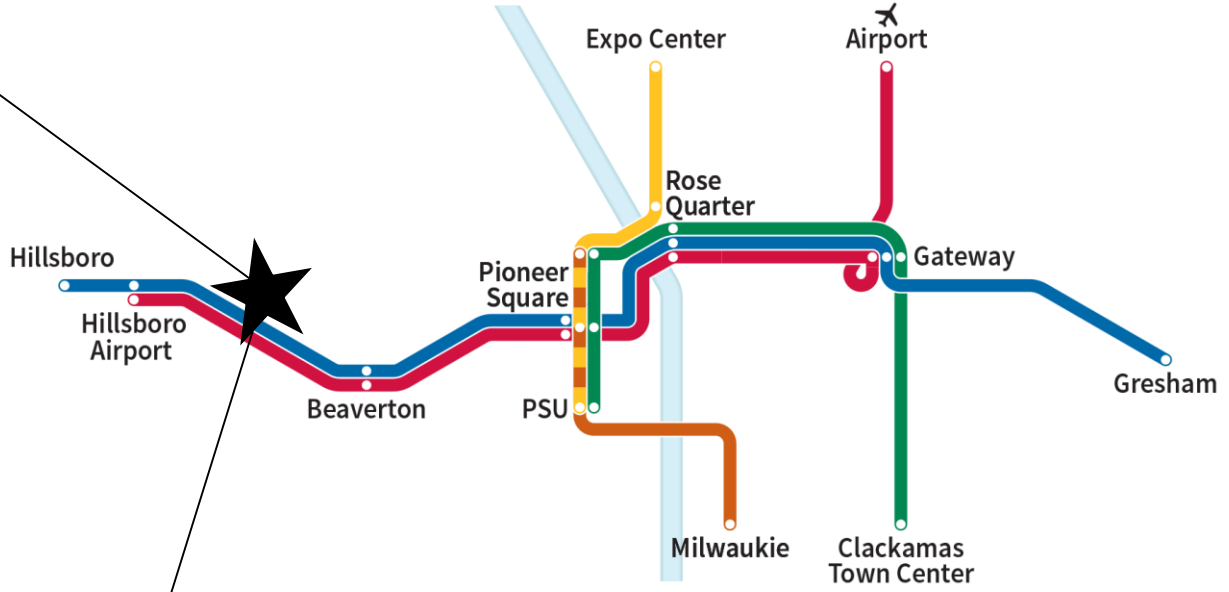 Expo Center
Airport
Rose
Quarter
Hillsboro
Pioneer
Square
Gateway
Hillsboro
Airport
Beaverton
PSU
Gresham
Milwaukie
Clackamas
Town Center